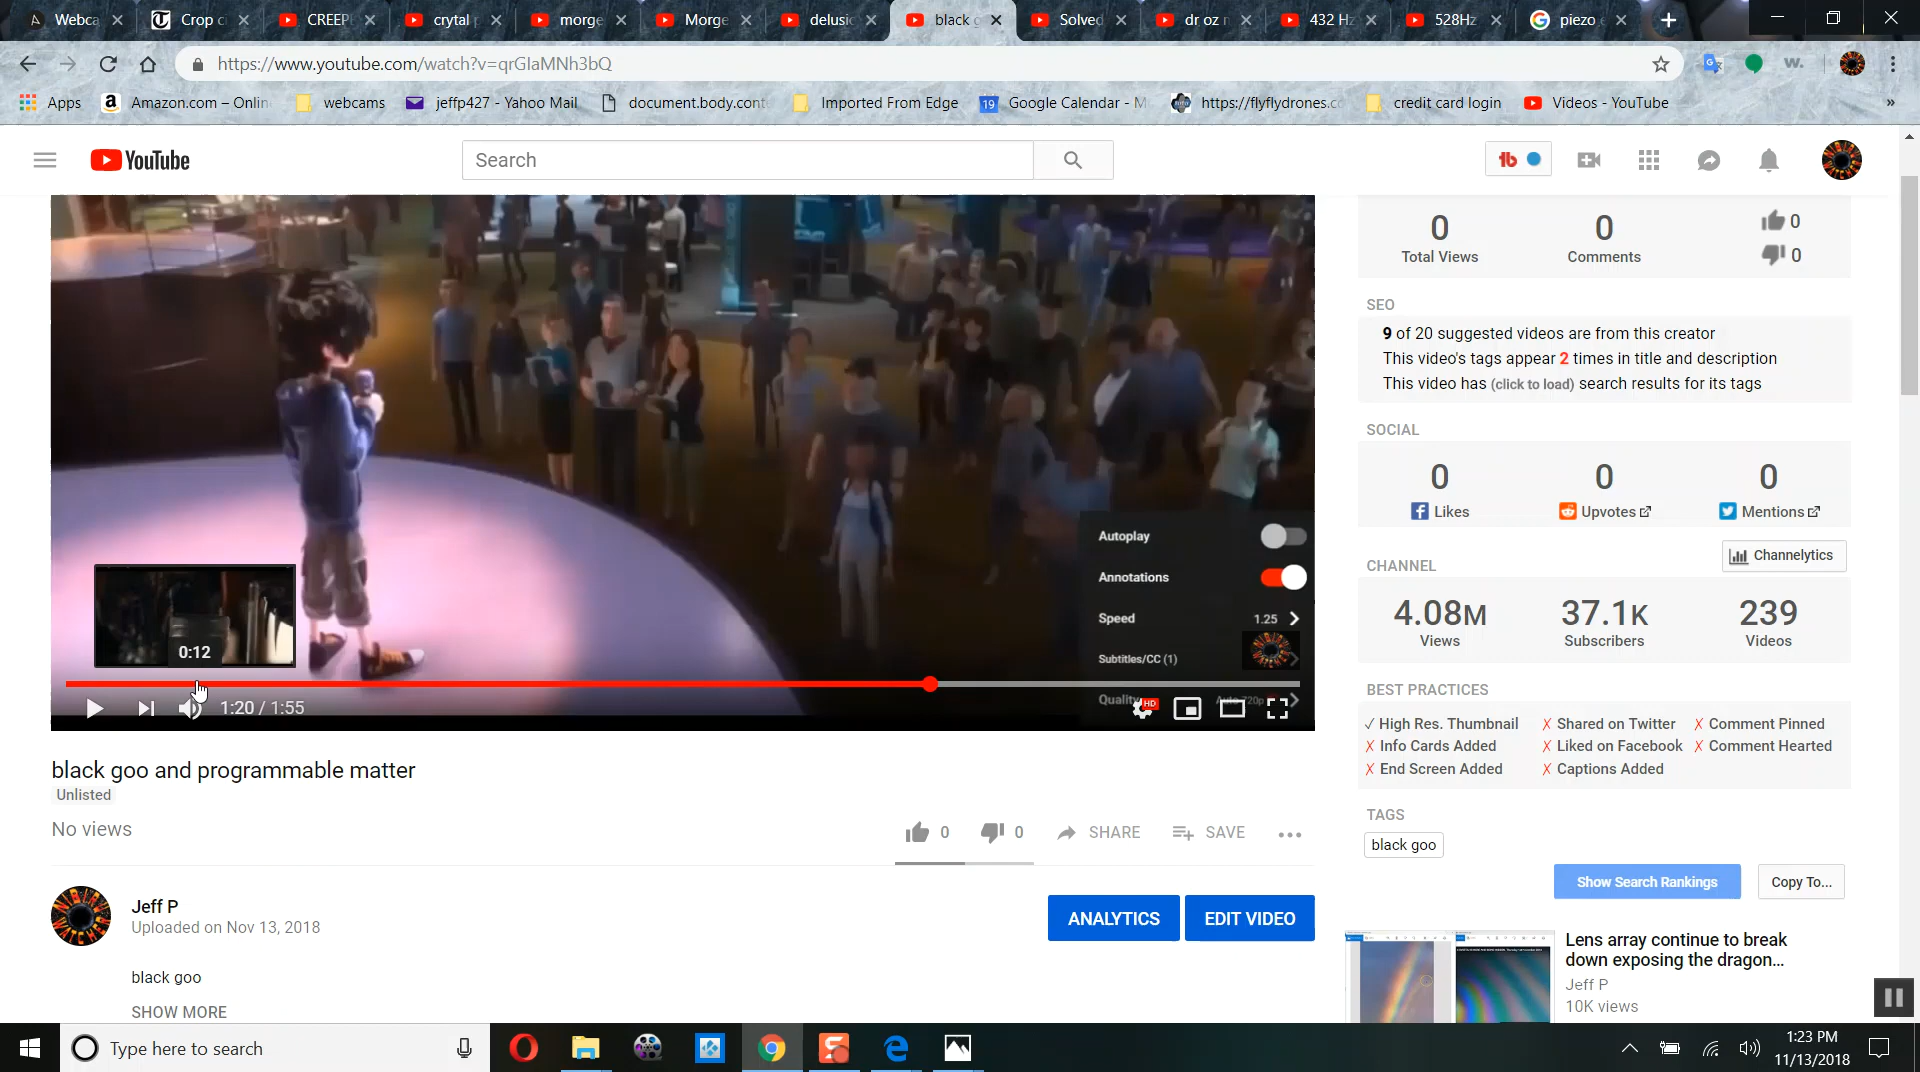 Webca
Crop c
CREEP
crytal
morge
Morge
delusio
black
Solved
dr oz
432 Hz
528Hz
piezo
https://www.youtube.com/watch?v=qrGlaMNh3bQ
w.
Apps
Amazon.com – Onlin
webcams
jeffp427 - Yahoo Mail
document.body.cont
Imported From Edge
19
Google Calendar - M
https://flyflydrones.c
credit card login
Videos - YouTube
»
YouTube
Search
tb
0
Total Views
0
Comments
0
0
SEO
9 of 20 suggested videos are from this creator
This video's tags appear 2 times in title and description
This video has (click to load) search results for its tags
SOCIAL
0
Likes
0
Upvotes
0
Mentions
CHANNEL
Channelytics
4.08M
Views
37.1K
Subscribers
239
Videos
BEST PRACTICES
✓ High Res. Thumbnail
X Shared on Twitter
X Comment Pinned
X Info Cards Added
X Liked on Facebook
X Comment Hearted
X End Screen Added
X Captions Added
TAGS
black goo
Show Search Rankings
Copy To...
Autoplay
Annotations
Speed 1.25
Subtitles/CC (1)
Quality Auto 720p
HD
0:12
1:20 / 1:55
black goo and programmable matter
Unlisted
No views
0
0
SHARE
SAVE
Jeff P
Uploaded on Nov 13, 2018
ANALYTICS
EDIT VIDEO
black goo
SHOW MORE
Lens array continue to break
down exposing the dragon...
Jeff P
10K views
Type here to search
1:23 PM
11/13/2018